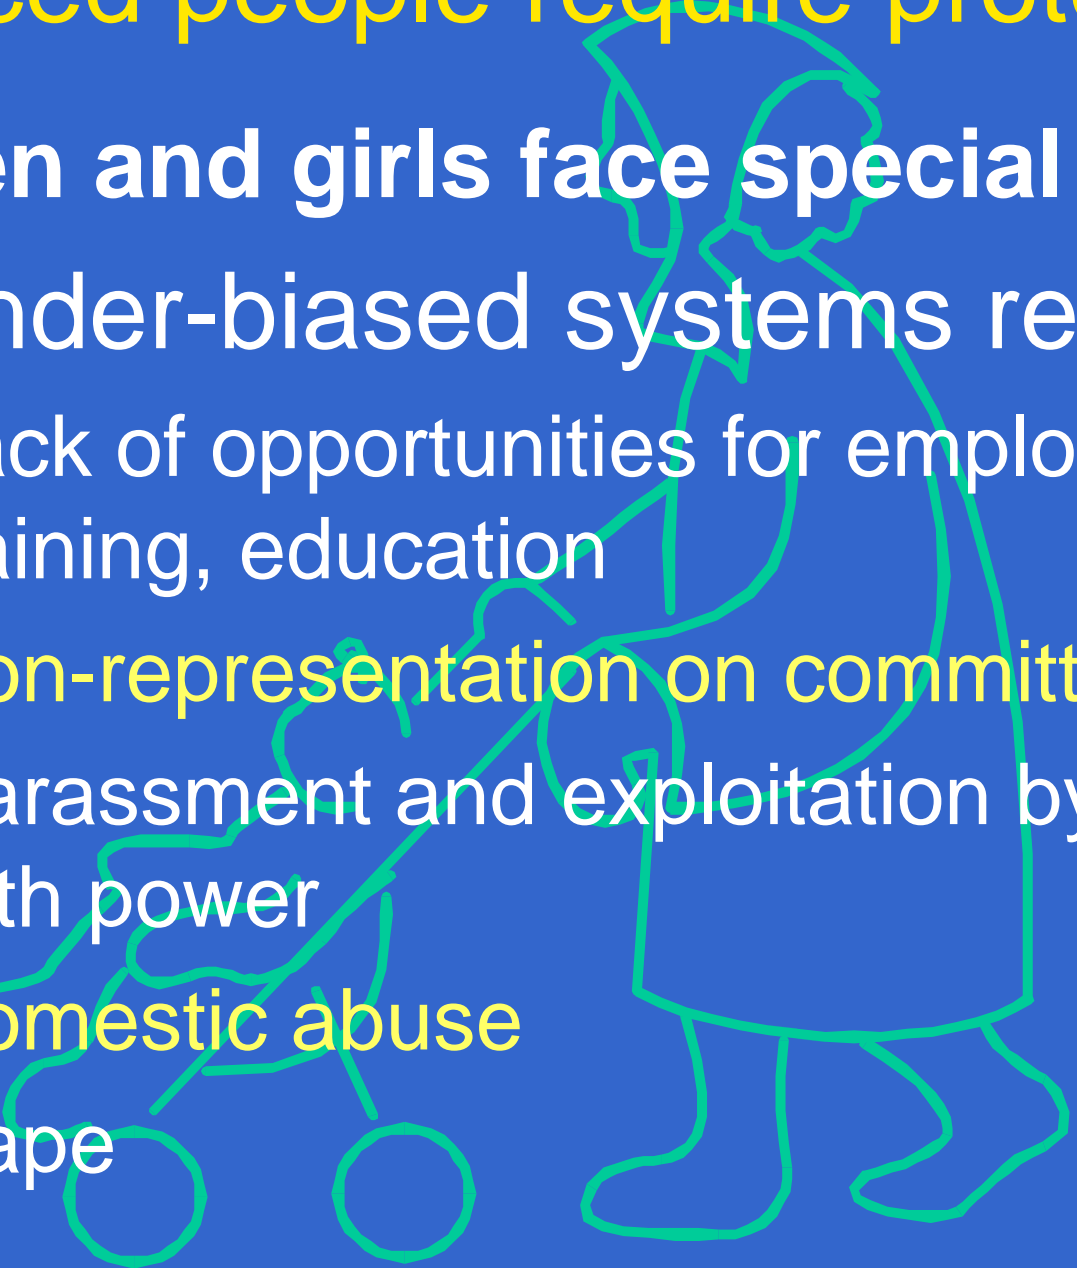 ced people require prot
en and girls face special
nder-biased systems re
ack of opportunities for emplo
aining, education
on-representation on committ
arassment and exploitation by
th power
omestic abuse
ape